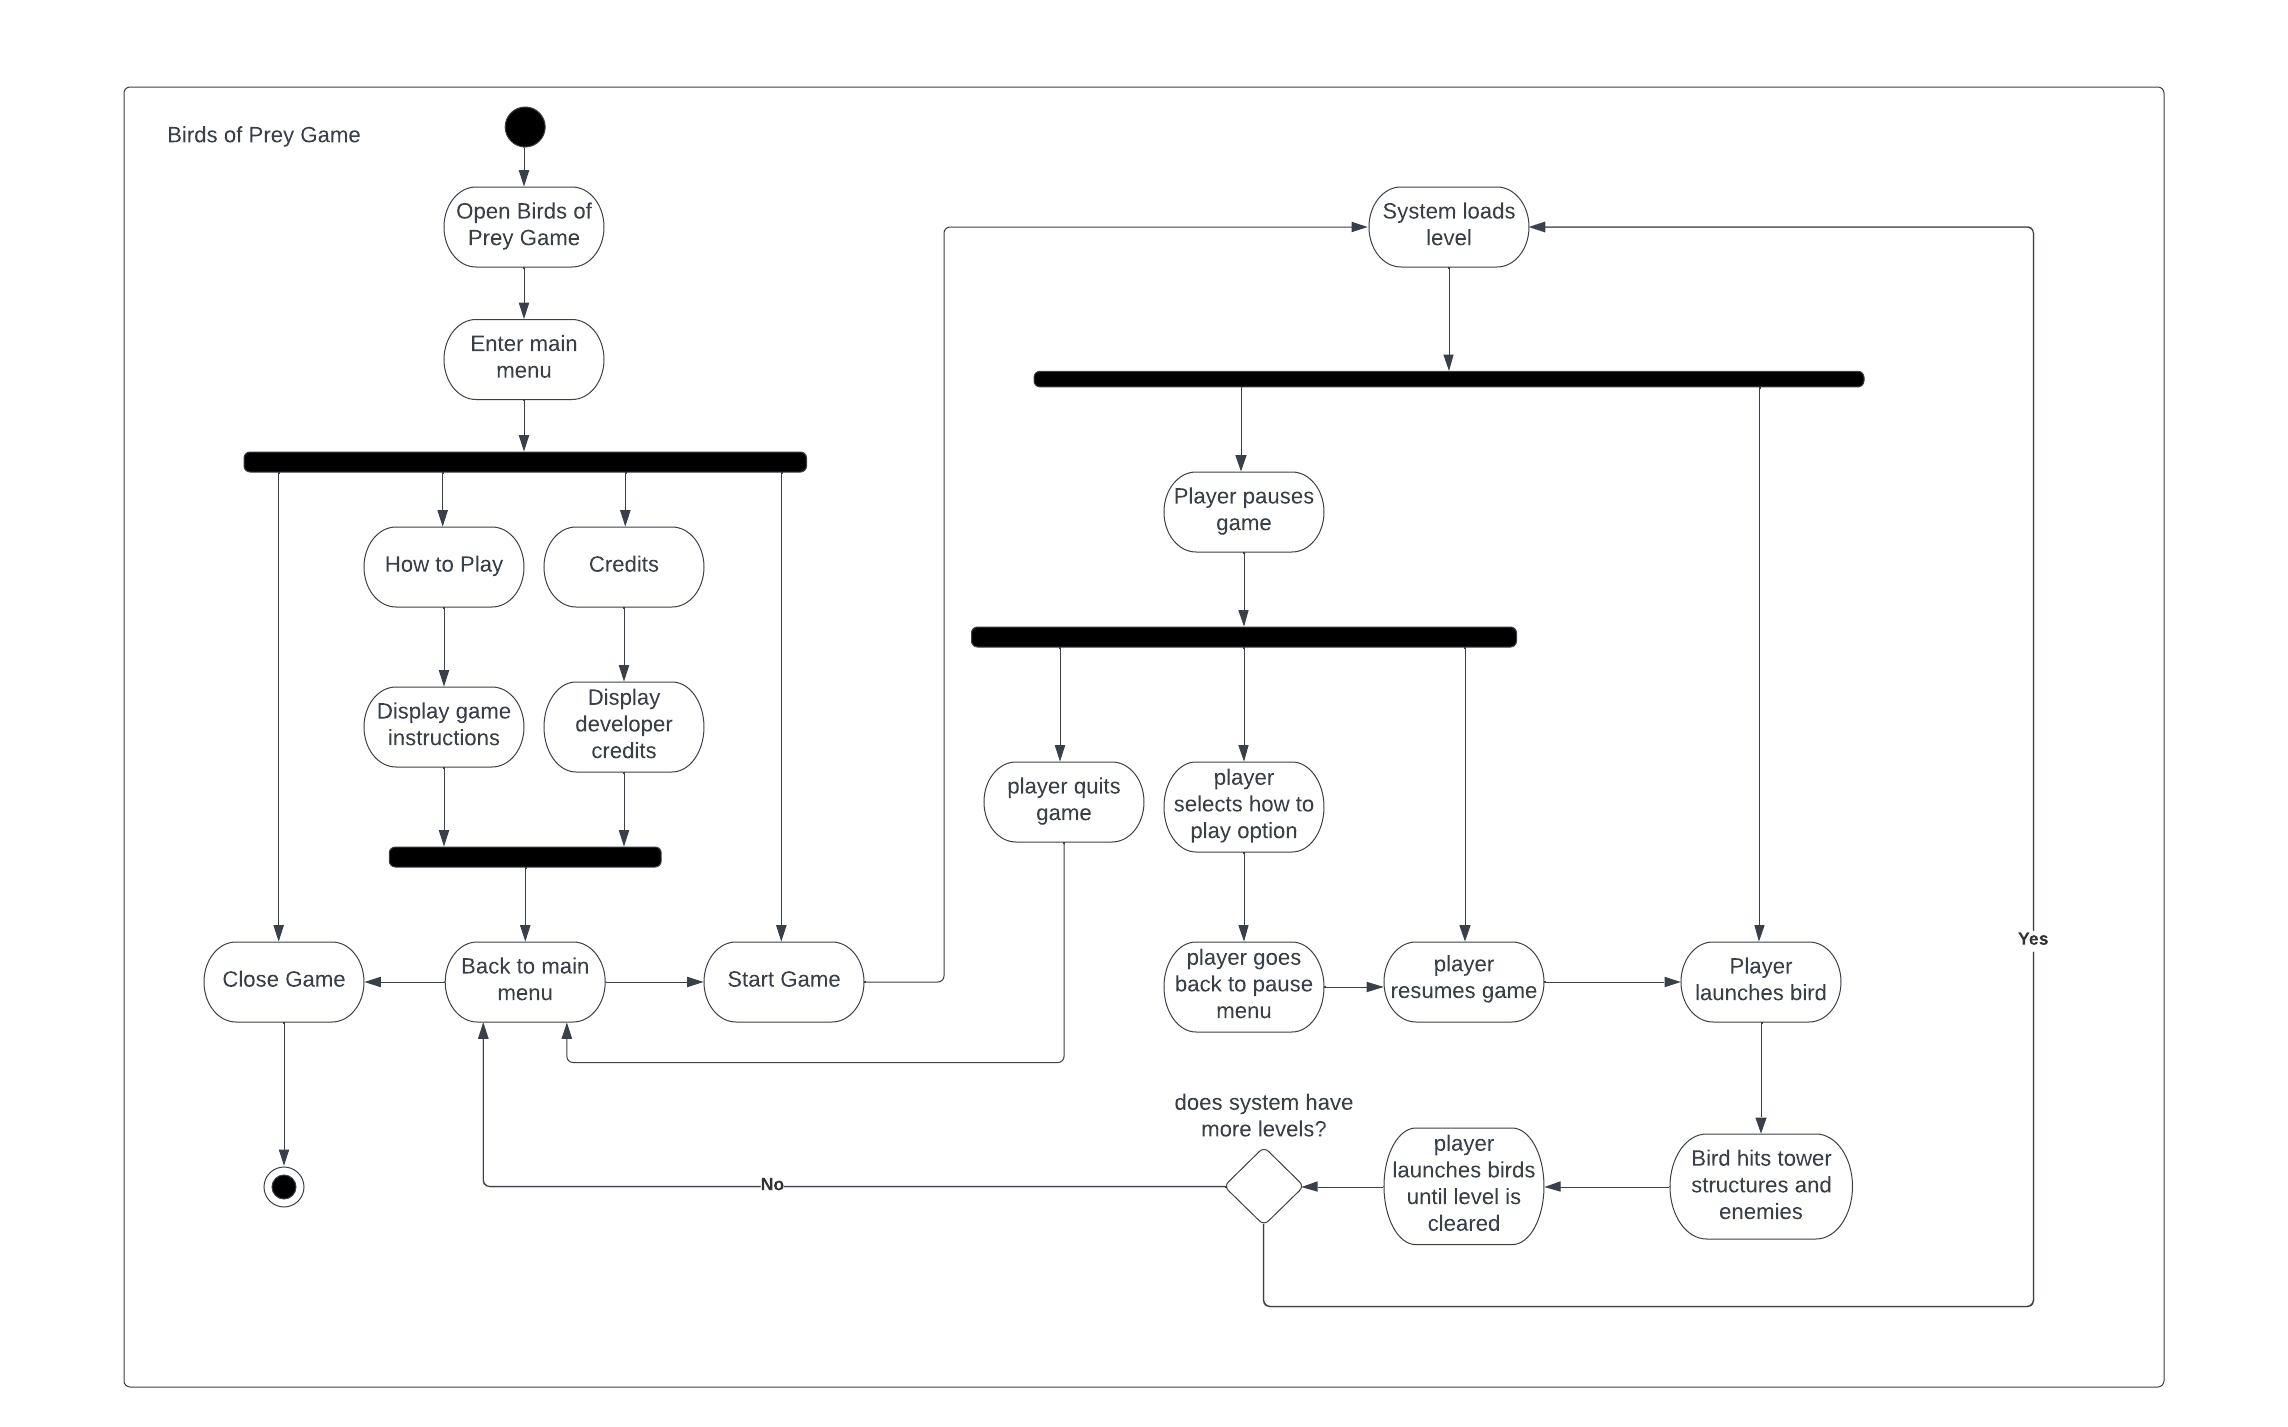 Birds of Prey Game
Open Birds of
Prey Game
Enter main
menu
How to Play
Credits
Display game
instructions
Display
developer
credits
Close Game
Back to main
menu
Start Game
System loads
level
Player pauses
game
player quits
game
player
selects how to
play option
player goes
back to pause
menu
player
resumes game
Player
launches bird
Yes
Bird hits tower
structures and
enemies
player
launches birds
until level is
cleared
does system have
more levels?
No